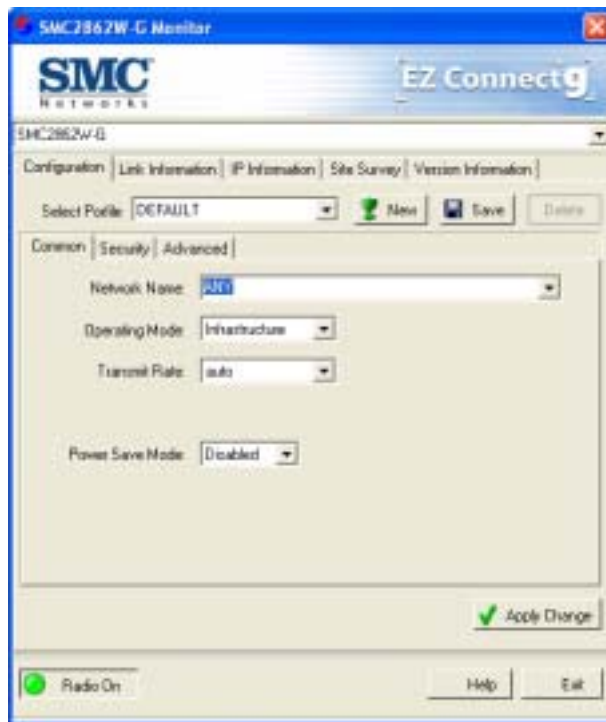 SMC2862W-G Monitor
SMC
Networks
EZ Connect g
SMC2862W-G
Configuration Link Information IP Information Site Survey Version Information
Select Porfile DEFAULT New Save Delete
Common Security Advanced
Network Name: ANY
Operating Mode: Infrastructure
Transmit Rate: auto
Power Save Mode: Disabled
Apply Change
Radio On Help Exit